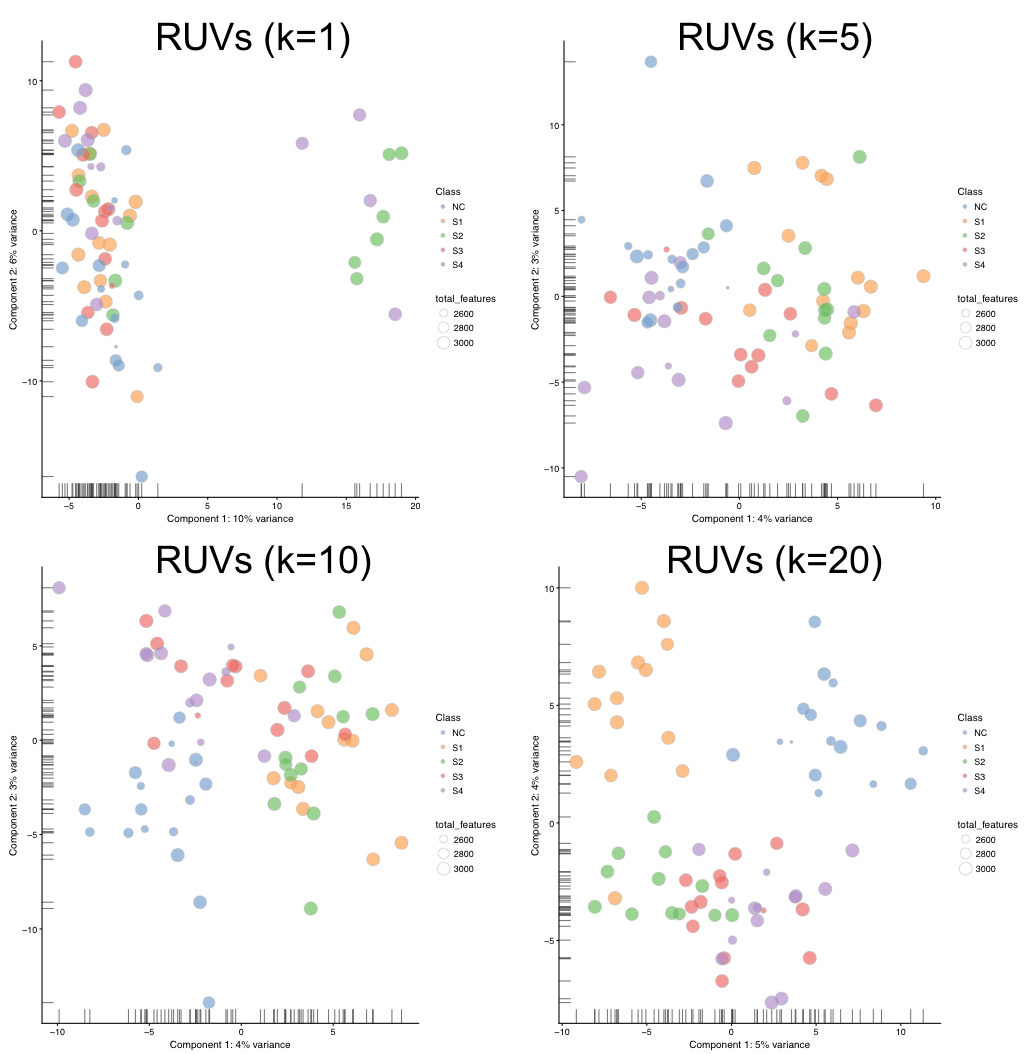 RUVs (k=1)
10
0
−10
Component 2: 6% variance
−5
0
5
10
15
20
Component 1: 10% variance
Class
NC
S1
S2
S3
S4
total_features
2600
2800
3000
RUVs (k=5)
10
5
0
−5
−10
Component 2: 3% variance
−5
0
5
10
Component 1: 4% variance
Class
NC
S1
S2
S3
S4
total_features
2600
2800
3000
RUVs (k=10)
5
0
−5
−10
Component 2: 3% variance
−10
−5
0
5
Component 1: 4% variance
Class
NC
S1
S2
S3
S4
total_features
2600
2800
3000
RUVs (k=20)
10
5
0
−5
Component 2: 4% variance
−10
−5
0
5
10
Component 1: 5% variance
Class
NC
S1
S2
S3
S4
total_features
2600
2800
3000